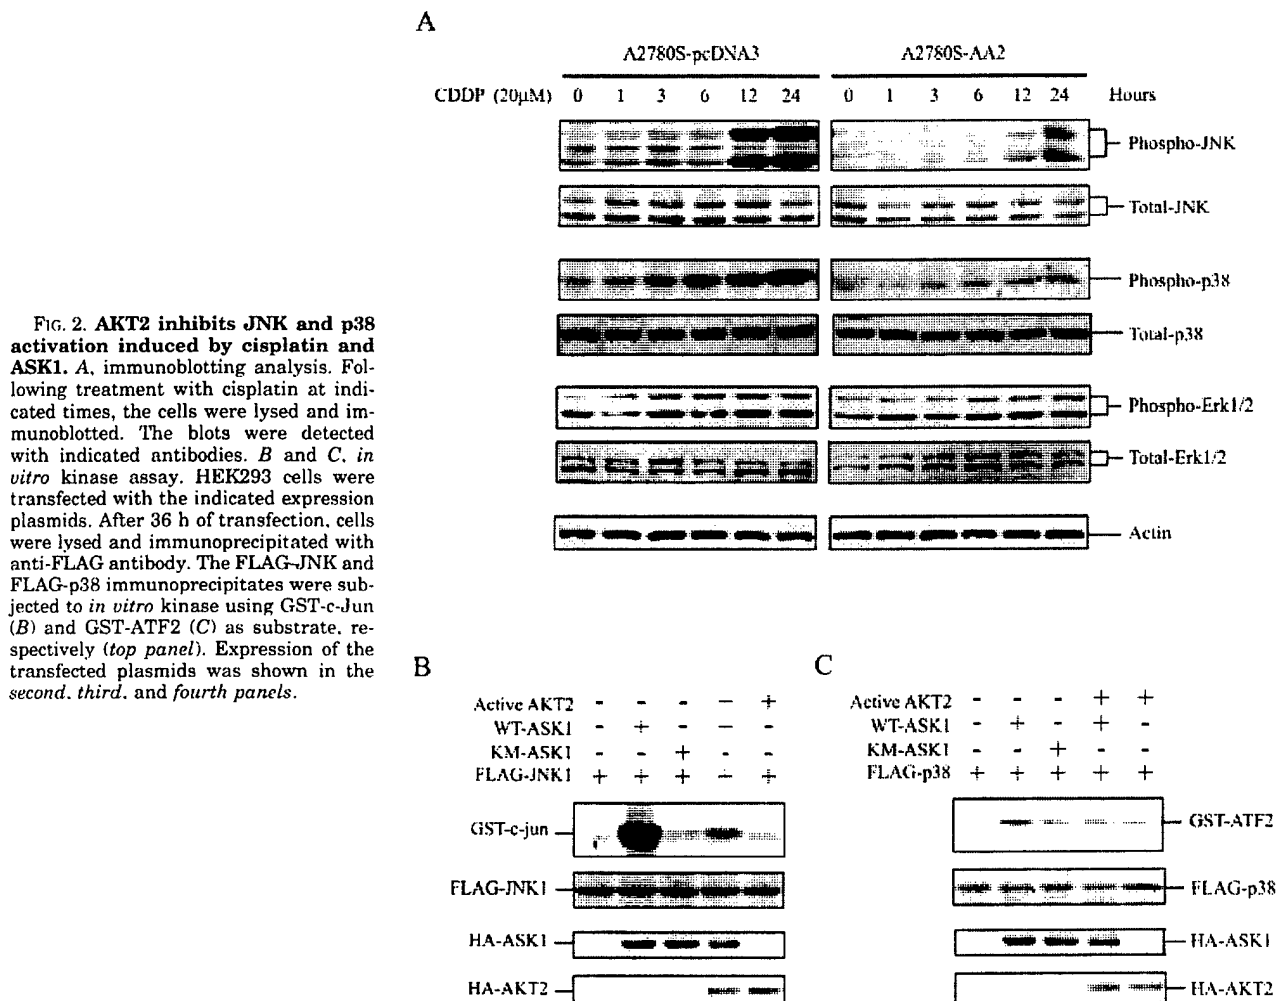 A
A2780S-pcDNA3 A2780S-AA2
CDDP (20μM) 0 1 3 6 12 24 0 1 3 6 12 24 Hours
Phospho-JNK
Total-JNK
Phospho-p38
Total-p38
Phospho-Erk1/2
Total-Erk1/2
Actin
FIG. 2. AKT2 inhibits JNK and p38
activation induced by cisplatin and
ASK1. A, immunoblotting analysis. Fol-
lowing treatment with cisplatin at indi-
cated times, the cells were lysed and im-
munoblotted. The blots were detected
with indicated antibodies. B and C, in
vitro kinase assay. HEK293 cells were
transfected with the indicated expression
plasmids. After 36 h of transfection, cells
were lysed and immunoprecipitated with
anti-FLAG antibody. The FLAG-JNK and
FLAG-p38 immunoprecipitates were sub-
jected to in vitro kinase using GST-c-Jun
(B) and GST-ATF2 (C) as substrate, re-
spectively (top panel). Expression of the
transfected plasmids was shown in the
second, third, and fourth panels.
B
Active AKT2 - - - - +
WT-ASK1 - + - - -
KM-ASK1 - - + - -
FLAG-JNK1 + + + - +
GST-c-jun
FLAG-JNK1
HA-ASK1
HA-AKT2
C
Active AKT2 - - - + +
WT-ASK1 - + - + -
KM-ASK1 - - + - -
FLAG-p38 + + + + +
GST-ATF2
FLAG-p38
HA-ASK1
HA-AKT2